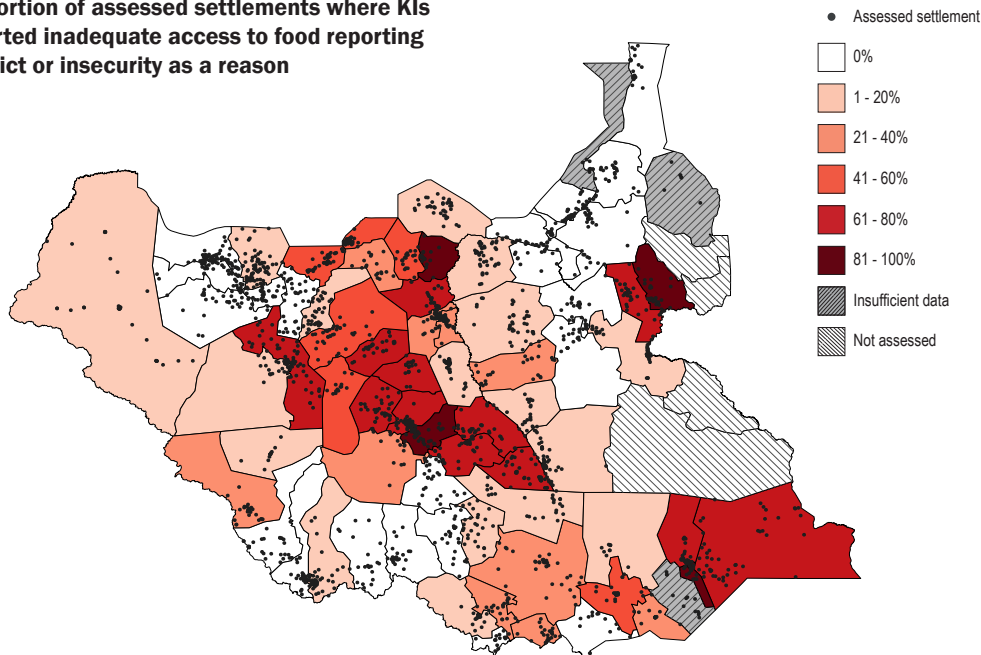 ortion of assessed settlements where KIs
rted inadequate access to food reporting
ict or insecurity as a reason
Assessed settlement
0%
1 - 20%
21 - 40%
41 - 60%
61 - 80%
81 - 100%
Insufficient data
Not assessed